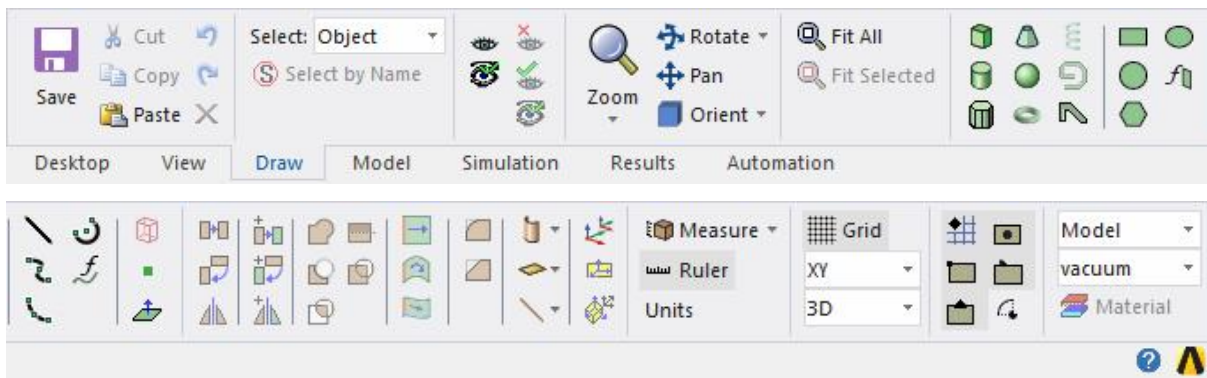 Save
Cut
Copy
Paste
Select: Object
Select by Name
Zoom
Rotate
Pan
Orient
Fit All
Fit Selected
Desktop View Draw Model Simulation Results Automation
Measure
Ruler
Units
Grid
XY
3D
Model
vacuum
Material